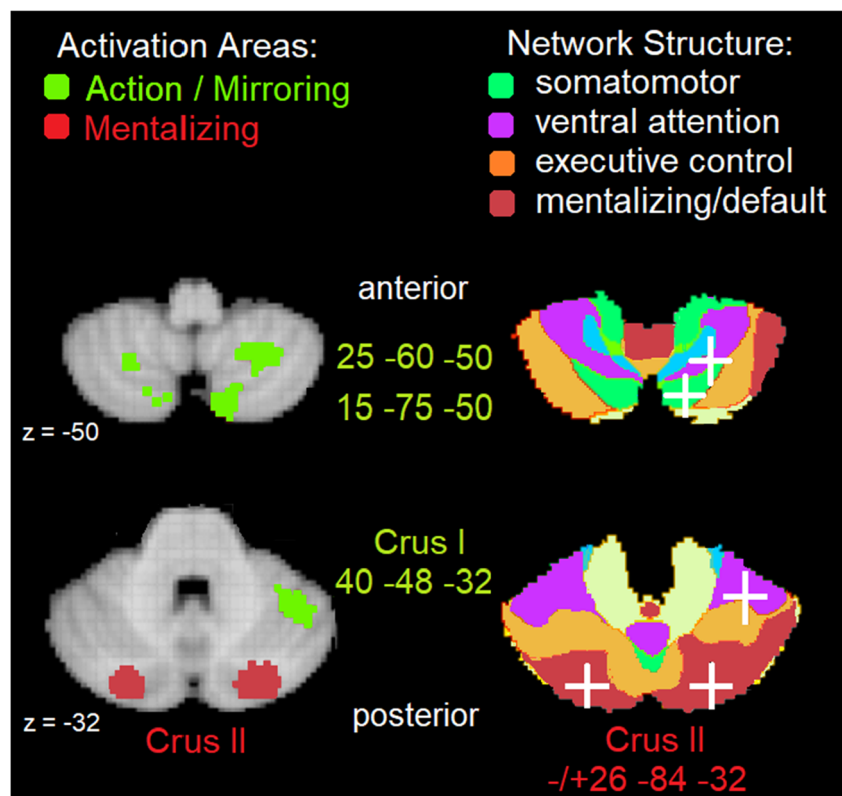 Activation Areas:
Action / Mirroring
Mentalizing
Network Structure:
somatomotor
ventral attention
executive control
mentalizing/default
anterior
25 -60 -50
15 -75 -50
z = -50
Crus I
40 -48 -32
posterior
z = -32
Crus II
Crus II
-/+26 -84 -32